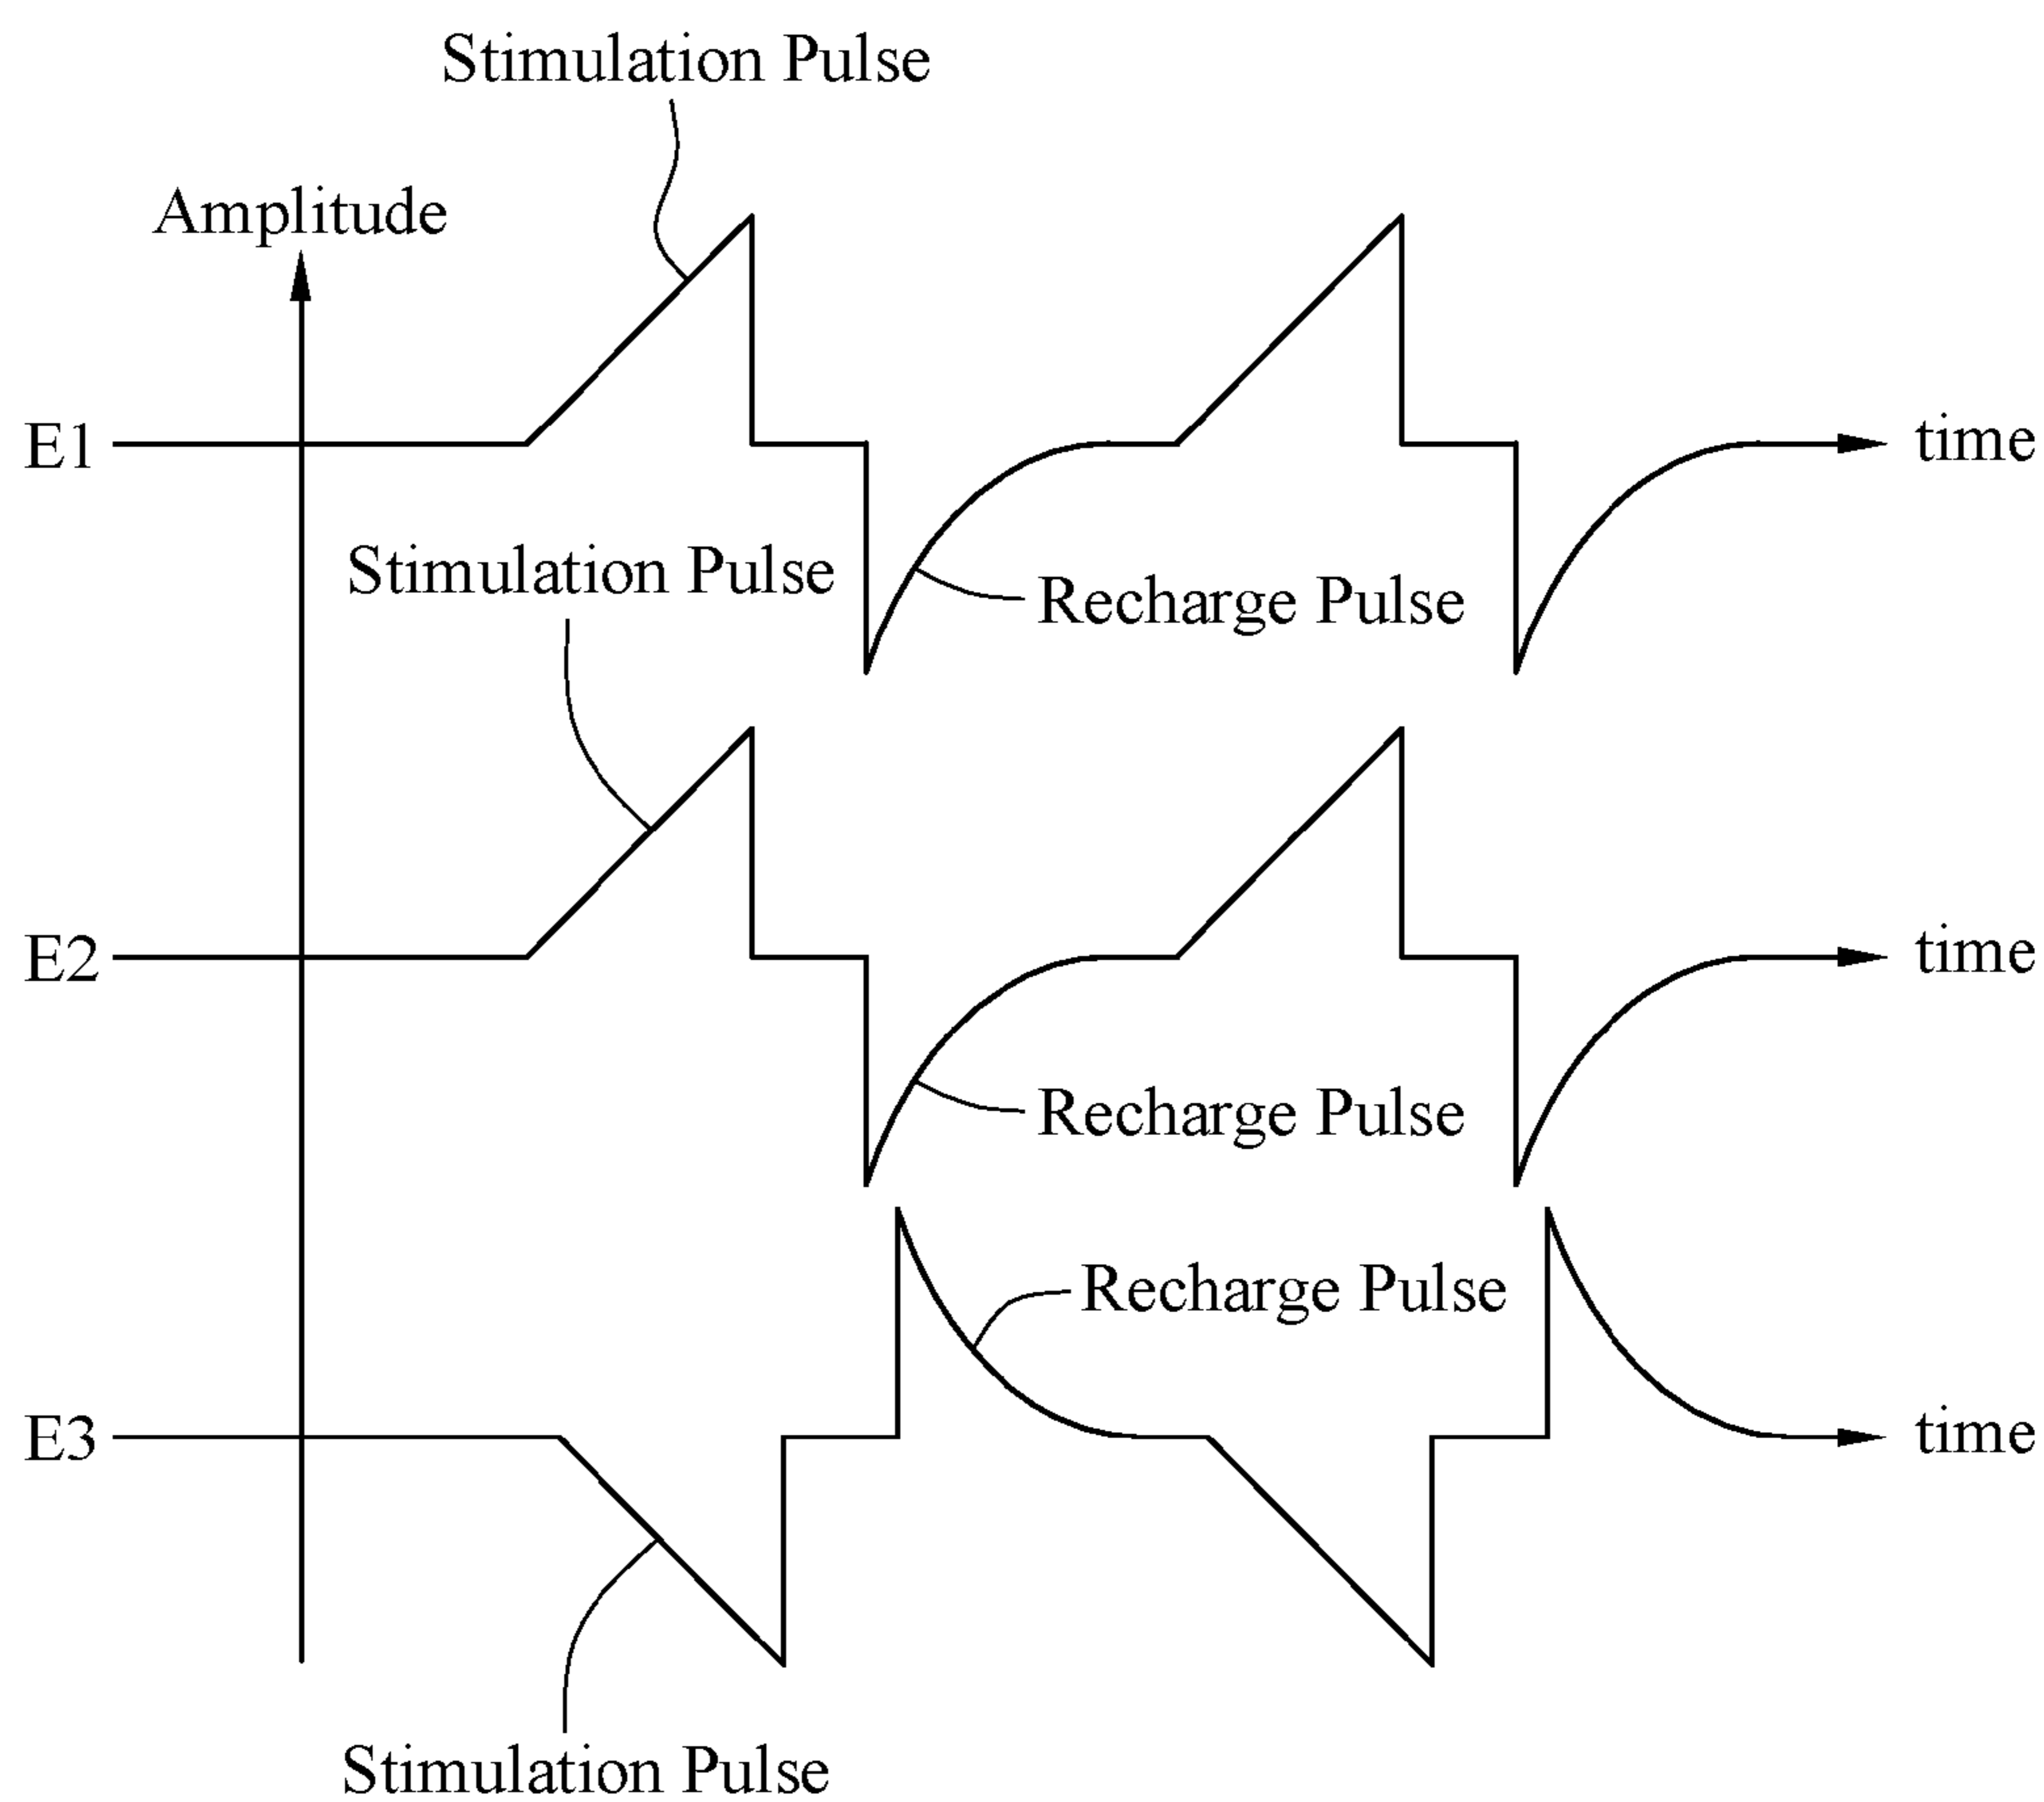 Stimulation Pulse
Amplitude
E1
time
Stimulation Pulse
Recharge Pulse
E2
time
Recharge Pulse
Recharge Pulse
E3
time
Stimulation Pulse